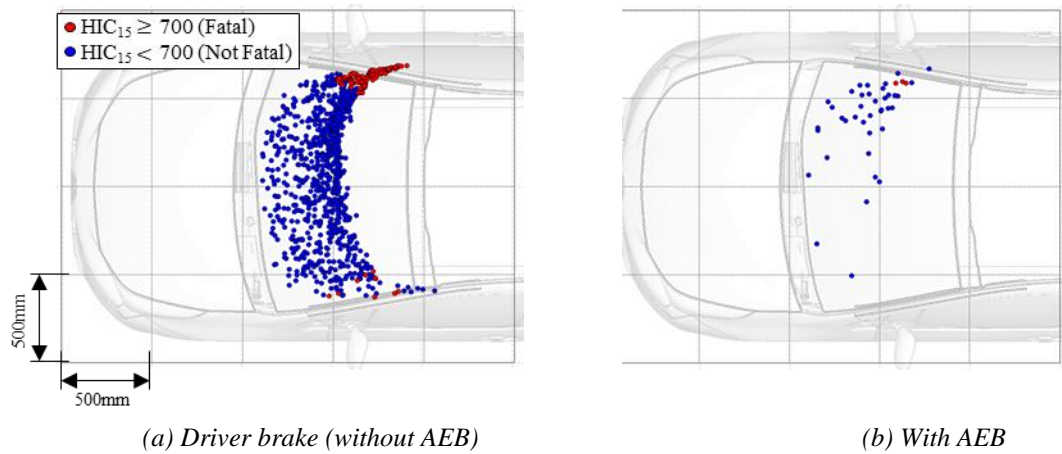 HIC₁₅ ≥ 700 (Fatal)
HIC₁₅ < 700 (Not Fatal)
500mm
500mm
(a) Driver brake (without AEB)
(b) With AEB